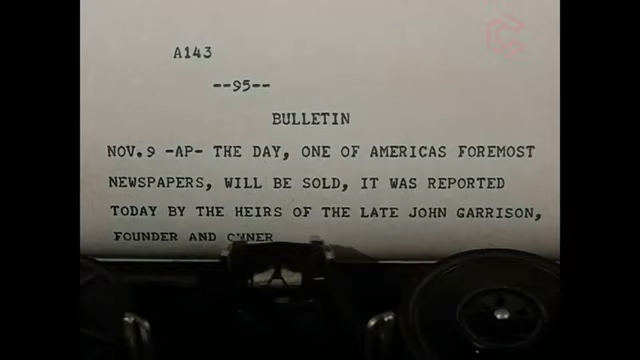 A143
--95--
BULLETIN
NOV.9 -AP- THE DAY, ONE OF AMERICAS FOREMOST
NEWSPAPERS, WILL BE SOLD, IT WAS REPORTED
TODAY BY THE HEIRS OF THE LATE JOHN GARRISON,
FOUNDER AND OWNER